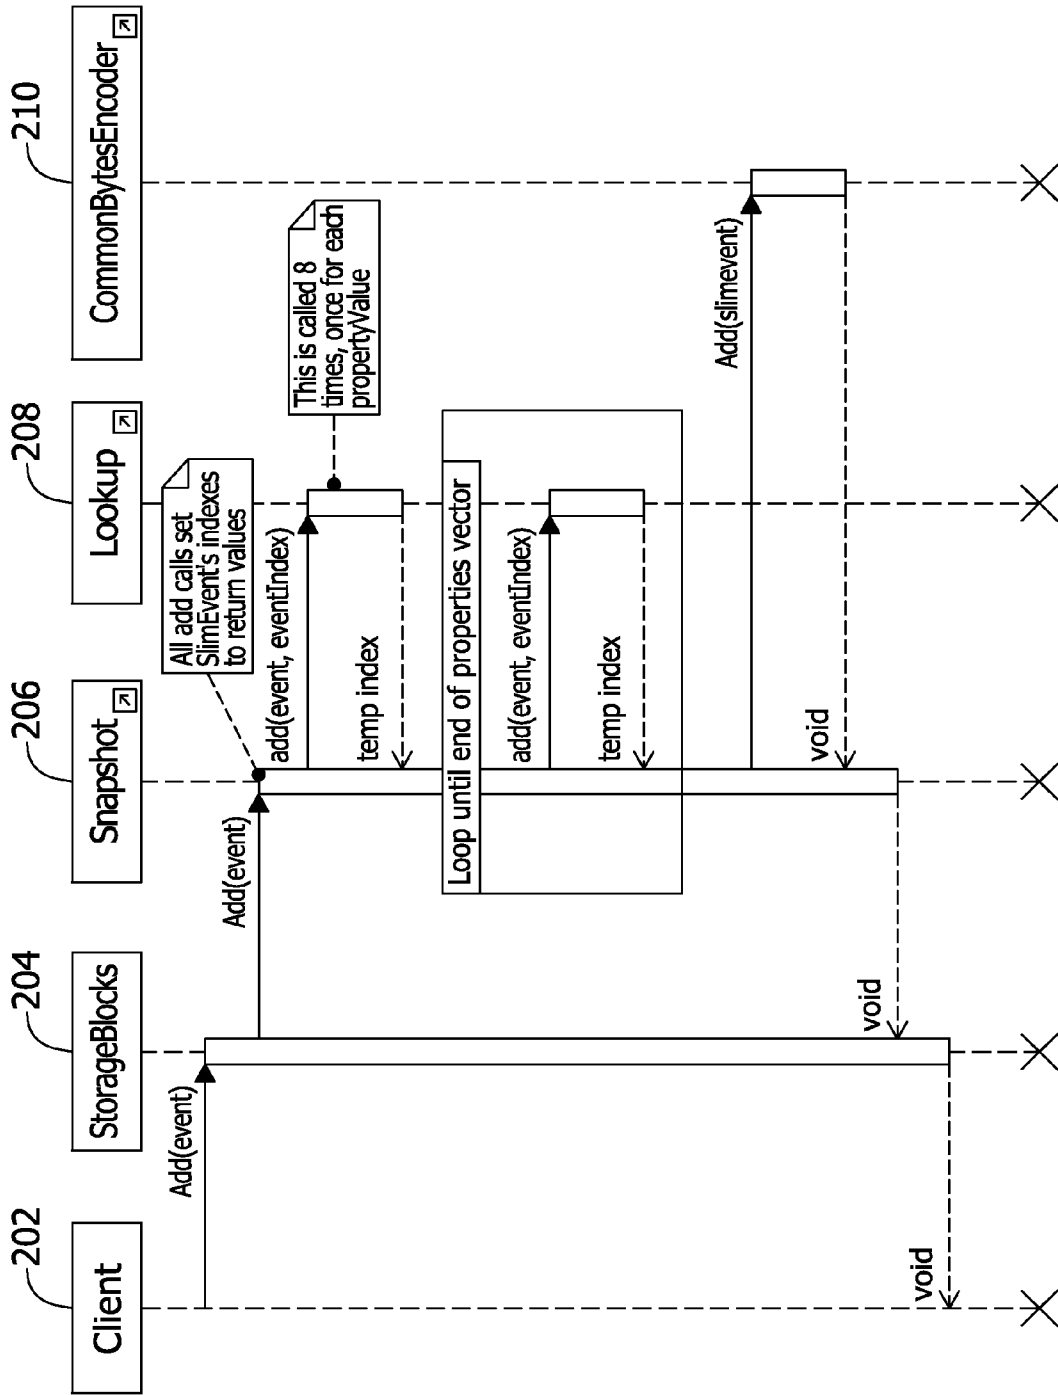 202
204
206
208
210
Client
StorageBlocks
Snapshot
Lookup
CommonBytesEncoder
All add calls set
SlimEvent's indexes
to return values
Add(event)
Add(event)
add(event, eventIndex)
This is called 8
times, once for each
propertyValue
temp index
Loop until end of properties vector
add(event, eventIndex)
temp index
Add(slimevent)
void
void
void